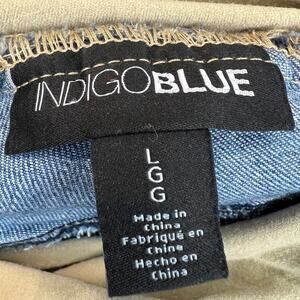 INDIGOBLUE
L
G
G
Made in
China
Fabriqué en
Chine
Hecho en
China